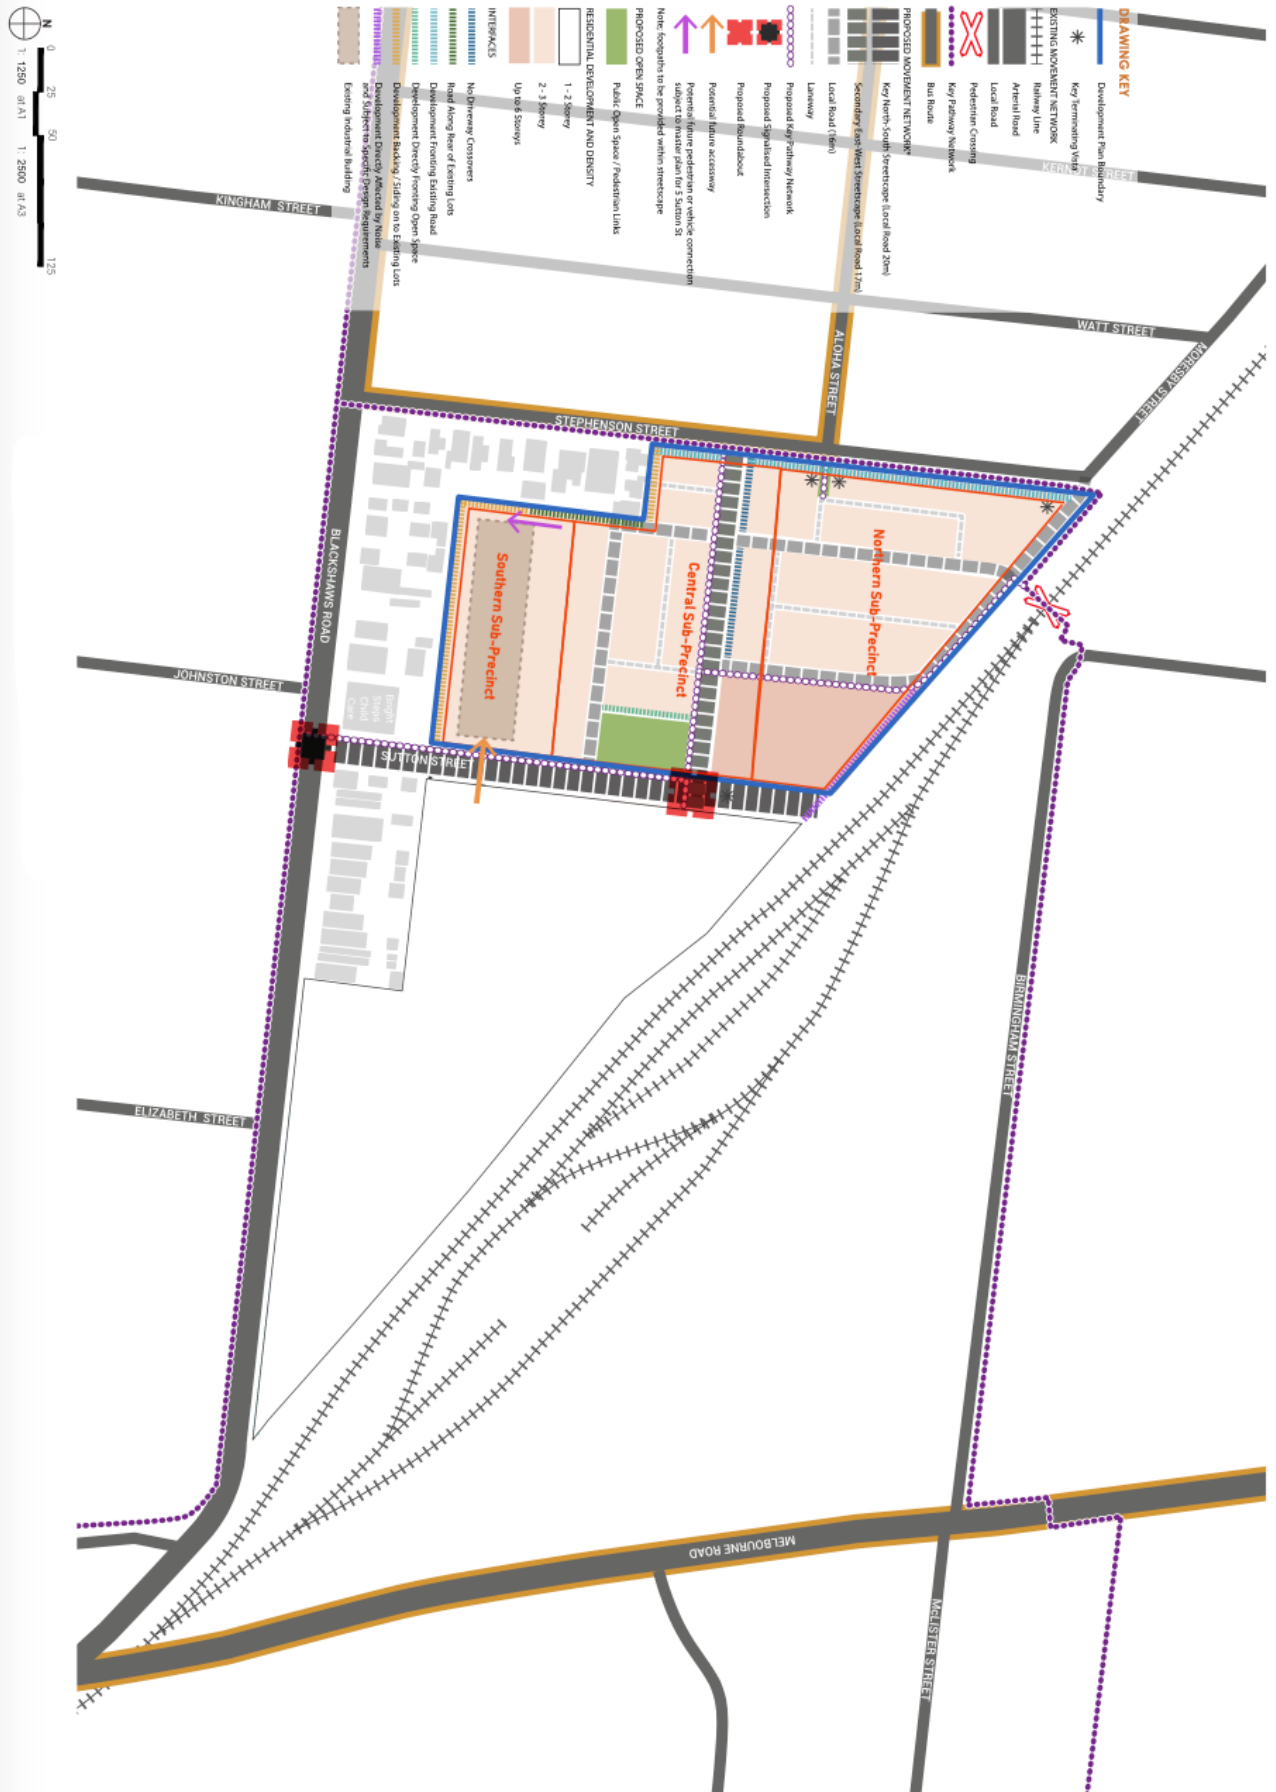 DRAWING KEY
Development Plan Boundary
Key Terminating Vista
EXISTING MOVEMENT NETWORK
Railway Line
Arterial Road
Local Road
Pedestrian Crossing
Key Pathway Network
Bus Route
PROPOSED MOVEMENT NETWORK*
Key North-South Streetscape (Local Road 20m)
Secondary East-West Streetscape (Local Road 17m)
Local Road (16m)
Laneway
Proposed Key Pathway Network
Proposed Signalised Intersection
Proposed Roundabout
Potential future accessway
Potential future pedestrian or vehicle connection
subject to master plan for 5 Sutton St
Note; footpaths to be provided within streetscape
PROPOSED OPEN SPACE
Public Open Space / Pedestrian Links
RESIDENTIAL DEVELOPMENT AND DENSITY
1 - 2 Storey
2 - 3 Storey
Up to 6 Storeys
INTERFACES
No Driveway Crossovers
Road Along Rear of Existing Lots
Development Fronting Existing Road
Development Directly Fronting Open Space
Development Backing / Siding on to Existing Lots
Development Directly Affected by Noise
and Subject to Specific Design Requirements
Existing Industrial Building
N
0
25
50
125
1: 1250 at A1
1: 2500 at A3
KERNOT STREET
KINGHAM STREET
WATT STREET
MORESBY STREET
ALOHA STREET
STEPHENSON STREET
BLACKSHAWS ROAD
Northern Sub-Precinct
Central Sub-Precinct
Southern Sub-Precinct
JOHNSTON STREET
Bright
Steps
Child
Care
SUTTON STREET
BIRMINGHAM STREET
ELIZABETH STREET
MELBOURNE ROAD
McLISTER STREET